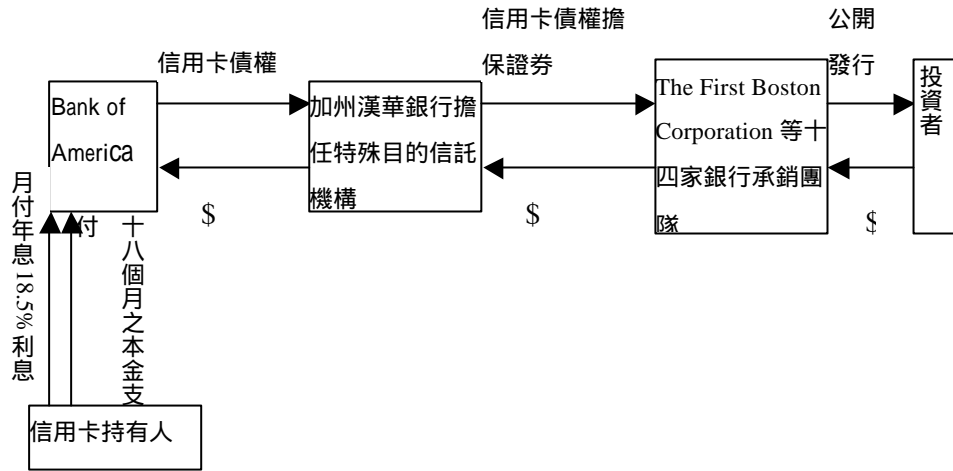 信用卡債權擔
保證券
公開
發行
信用卡債權
Bank of
America
加州漢華銀行擔
任特殊目的信託
機構
The First Boston
Corporation 等十
四家銀行承銷團
隊
投資者
$
$
$
月付年息 18.5% 利息
十八個月之本金支
付
信用卡持有人